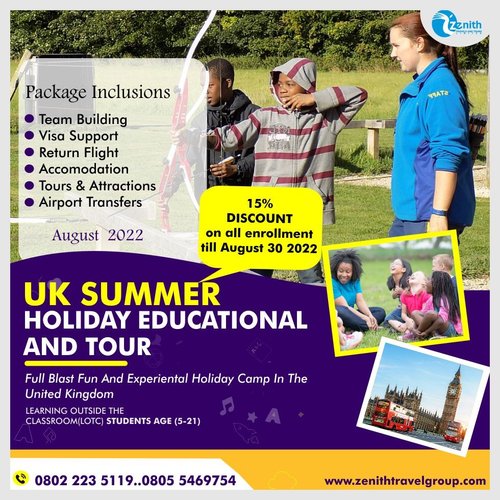 Zenith
Package Inclusions
Team Building
Visa Support
Return Flight
Accomodation
Tours & Attractions
Airport Transfers
August 2022
STAFF
15%
DISCOUNT
on all enrollment
till August 30 2022
UK SUMMER
HOLIDAY EDUCATIONAL
AND TOUR
Full Blast Fun And Experiental Holiday Camp In The
United Kingdom
LEARNING OUTSIDE THE
CLASSROOM(LOTC) STUDENTS AGE (5-21)
0802 223 5119..0805 5469754
www.zenithtravelgroup.com